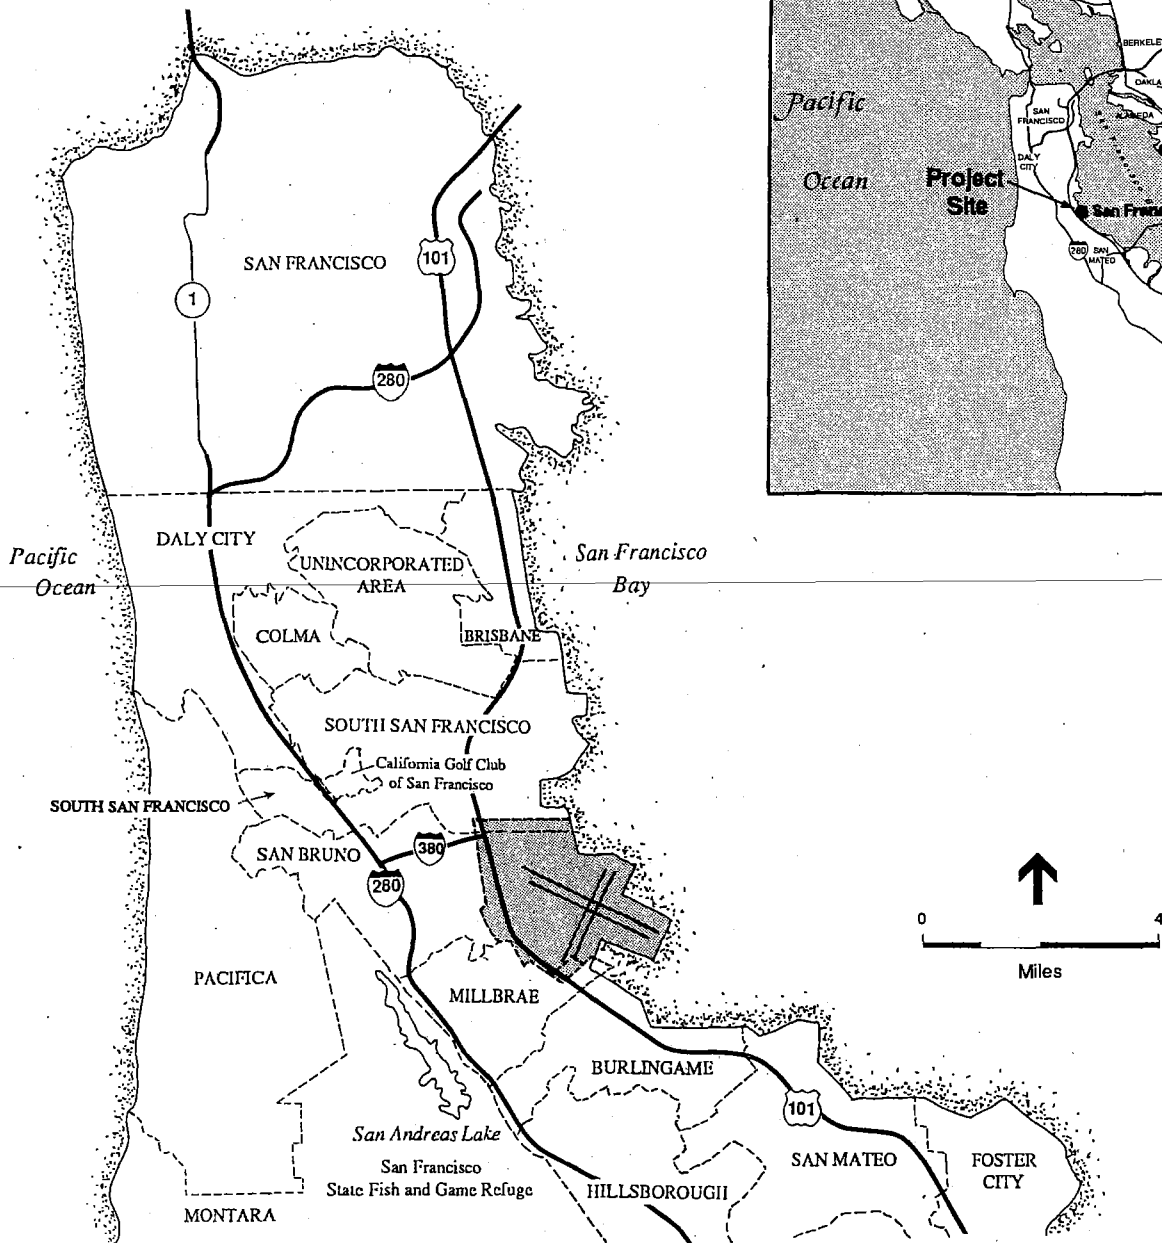 Pacific
Ocean
BERKELE
OAKLA
ALAMEDA
SAN
FRANCISCO
DALY
CITY
Project
Site
San Fran
280
SAN
MATEO
SAN FRANCISCO
101
1
280
DALY CITY
Pacific
Ocean
UNINCORPORATED
AREA
San Francisco
Bay
COLMA
BRISBANE
SOUTH SAN FRANCISCO
California Golf Club
of San Francisco
SOUTH SAN FRANCISCO
SAN BRUNO
380
280
0
4
Miles
PACIFICA
MILLBRAE
BURLINGAME
101
San Andreas Lake
San Francisco
State Fish and Game Refuge
SAN MATEO
FOSTER
CITY
HILLSBOROUGH
MONTARA